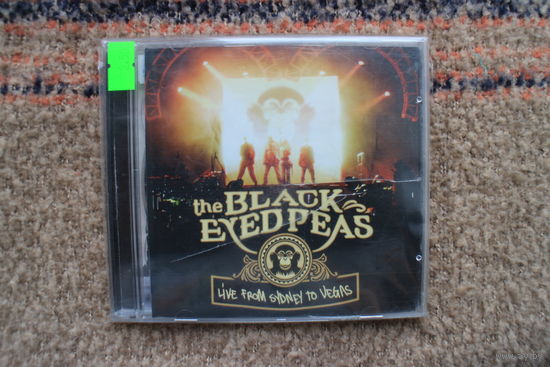 the BLACK
EYED PEAS
LIVE FROM SYDNEY TO VEGAS